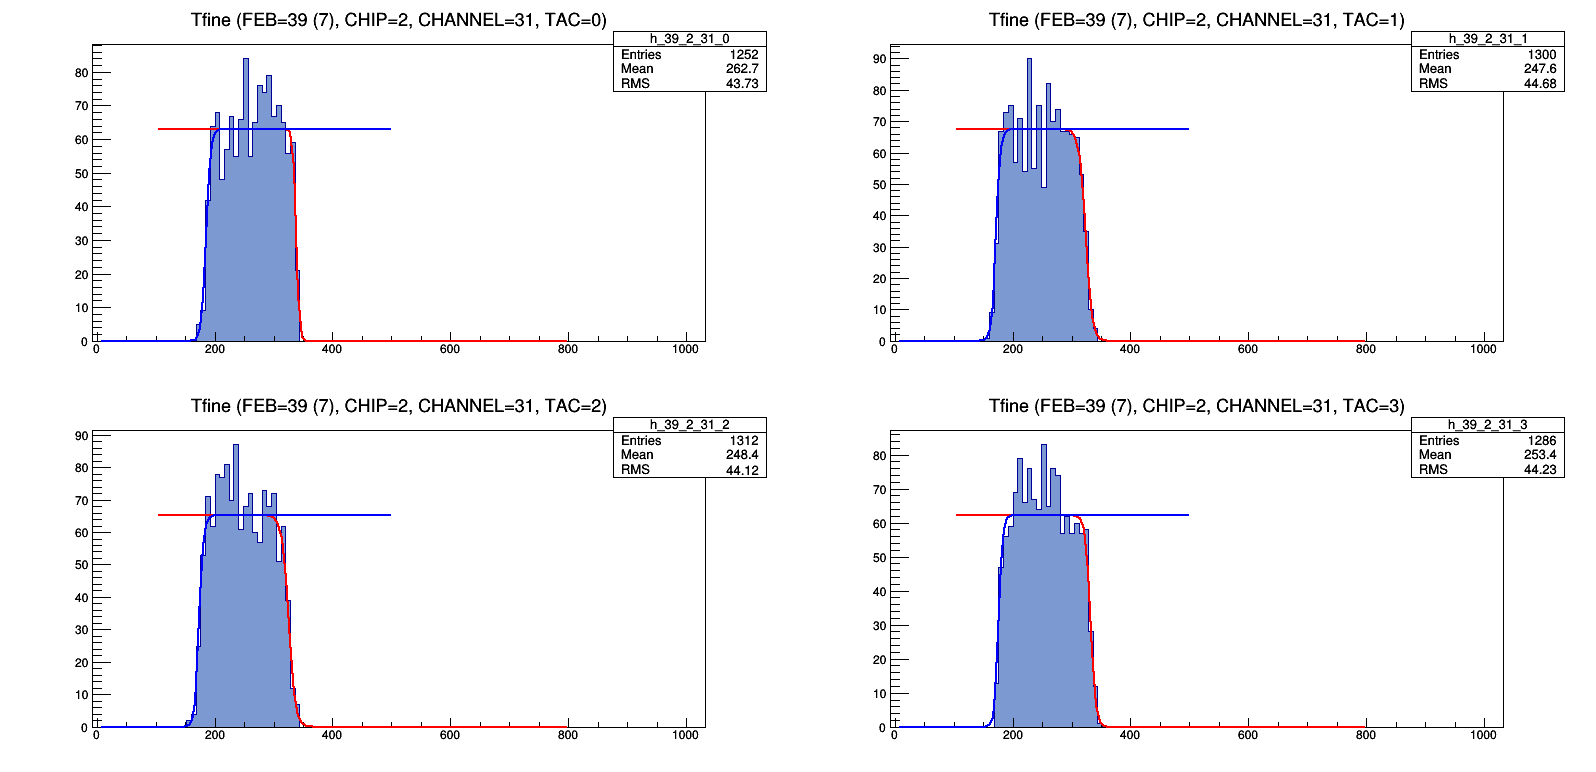 Tfine (FEB=39 (7), CHIP=2, CHANNEL=31, TAC=0)
h_39_2_31_0
Entries 1252
Mean 262.7
RMS 43.73
80
70
60
50
40
30
20
10
0
0 200 400 600 800 1000
Tfine (FEB=39 (7), CHIP=2, CHANNEL=31, TAC=1)
h_39_2_31_1
Entries 1300
Mean 247.6
RMS 44.68
90
80
70
60
50
40
30
20
10
0
0 200 400 600 800 1000
Tfine (FEB=39 (7), CHIP=2, CHANNEL=31, TAC=2)
h_39_2_31_2
Entries 1312
Mean 248.4
RMS 44.12
90
80
70
60
50
40
30
20
10
0
0 200 400 600 800 1000
Tfine (FEB=39 (7), CHIP=2, CHANNEL=31, TAC=3)
h_39_2_31_3
Entries 1286
Mean 253.4
RMS 44.23
80
70
60
50
40
30
20
10
0
0 200 400 600 800 1000